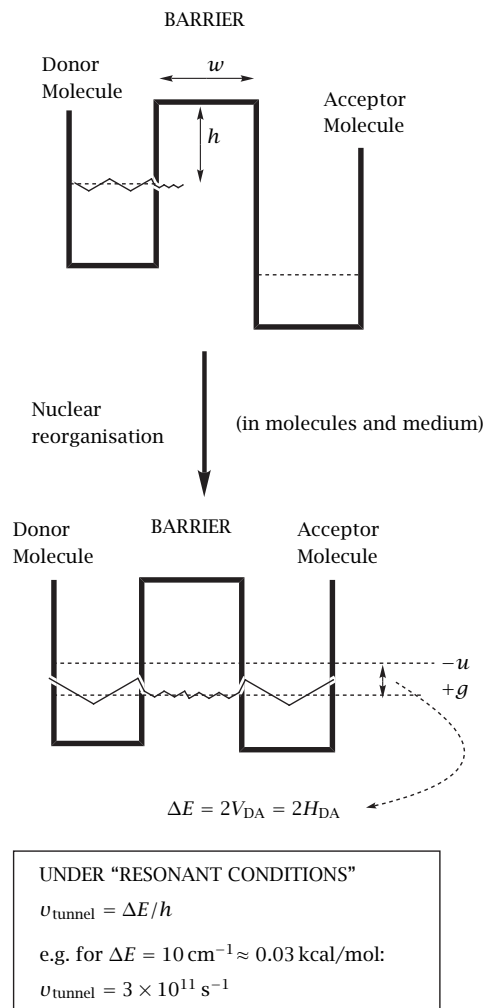 BARRIER
Donor
Molecule
w
Acceptor
Molecule
h
Nuclear
reorganisation
(in molecules and medium)
Donor
Molecule
BARRIER
Acceptor
Molecule
−u
+g
ΔE = 2V_DA = 2H_DA
UNDER “RESONANT CONDITIONS”
υ_tunnel = ΔE/h
e.g. for ΔE = 10 cm⁻¹ ≈ 0.03 kcal/mol:
υ_tunnel = 3 × 10¹¹ s⁻¹